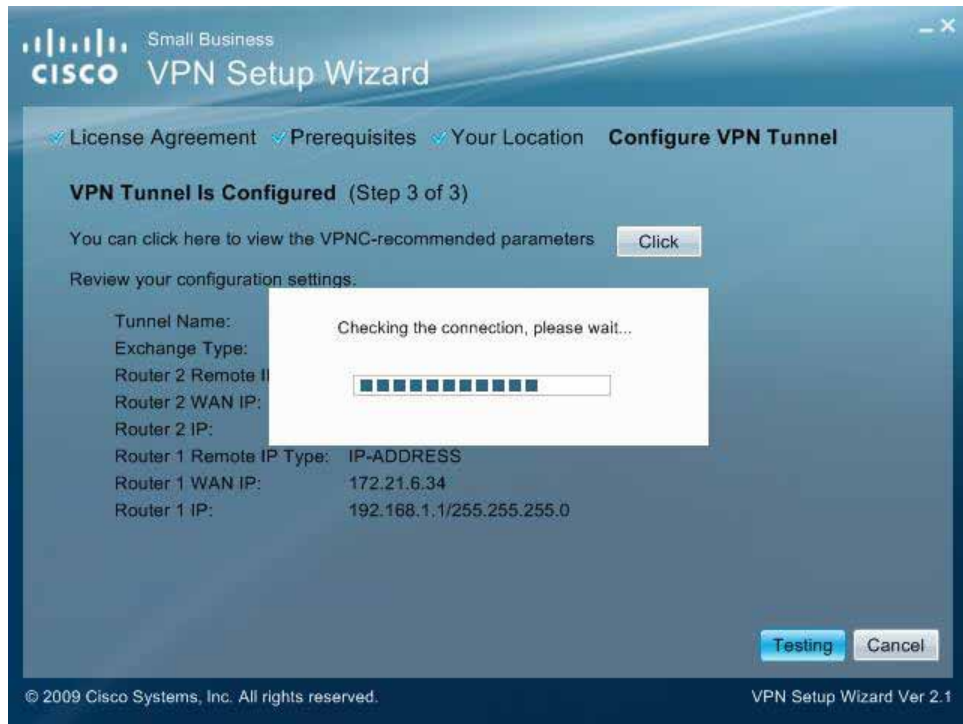 Small Business
CISCO VPN Setup Wizard
License Agreement Prerequisites Your Location Configure VPN Tunnel
VPN Tunnel Is Configured (Step 3 of 3)
You can click here to view the VPNC-recommended parameters Click
Review your configuration settings.
Checking the connection, please wait...
Tunnel Name:
Exchange Type:
Router 2 Remote
Router 2 WAN IP:
Router 2 IP:
Router 1 Remote IP Type: IP-ADDRESS
Router 1 WAN IP: 172.21.6.34
Router 1 IP: 192.168.1.1/255.255.255.0
Testing Cancel
© 2009 Cisco Systems, Inc. All rights reserved. VPN Setup Wizard Ver 2.1